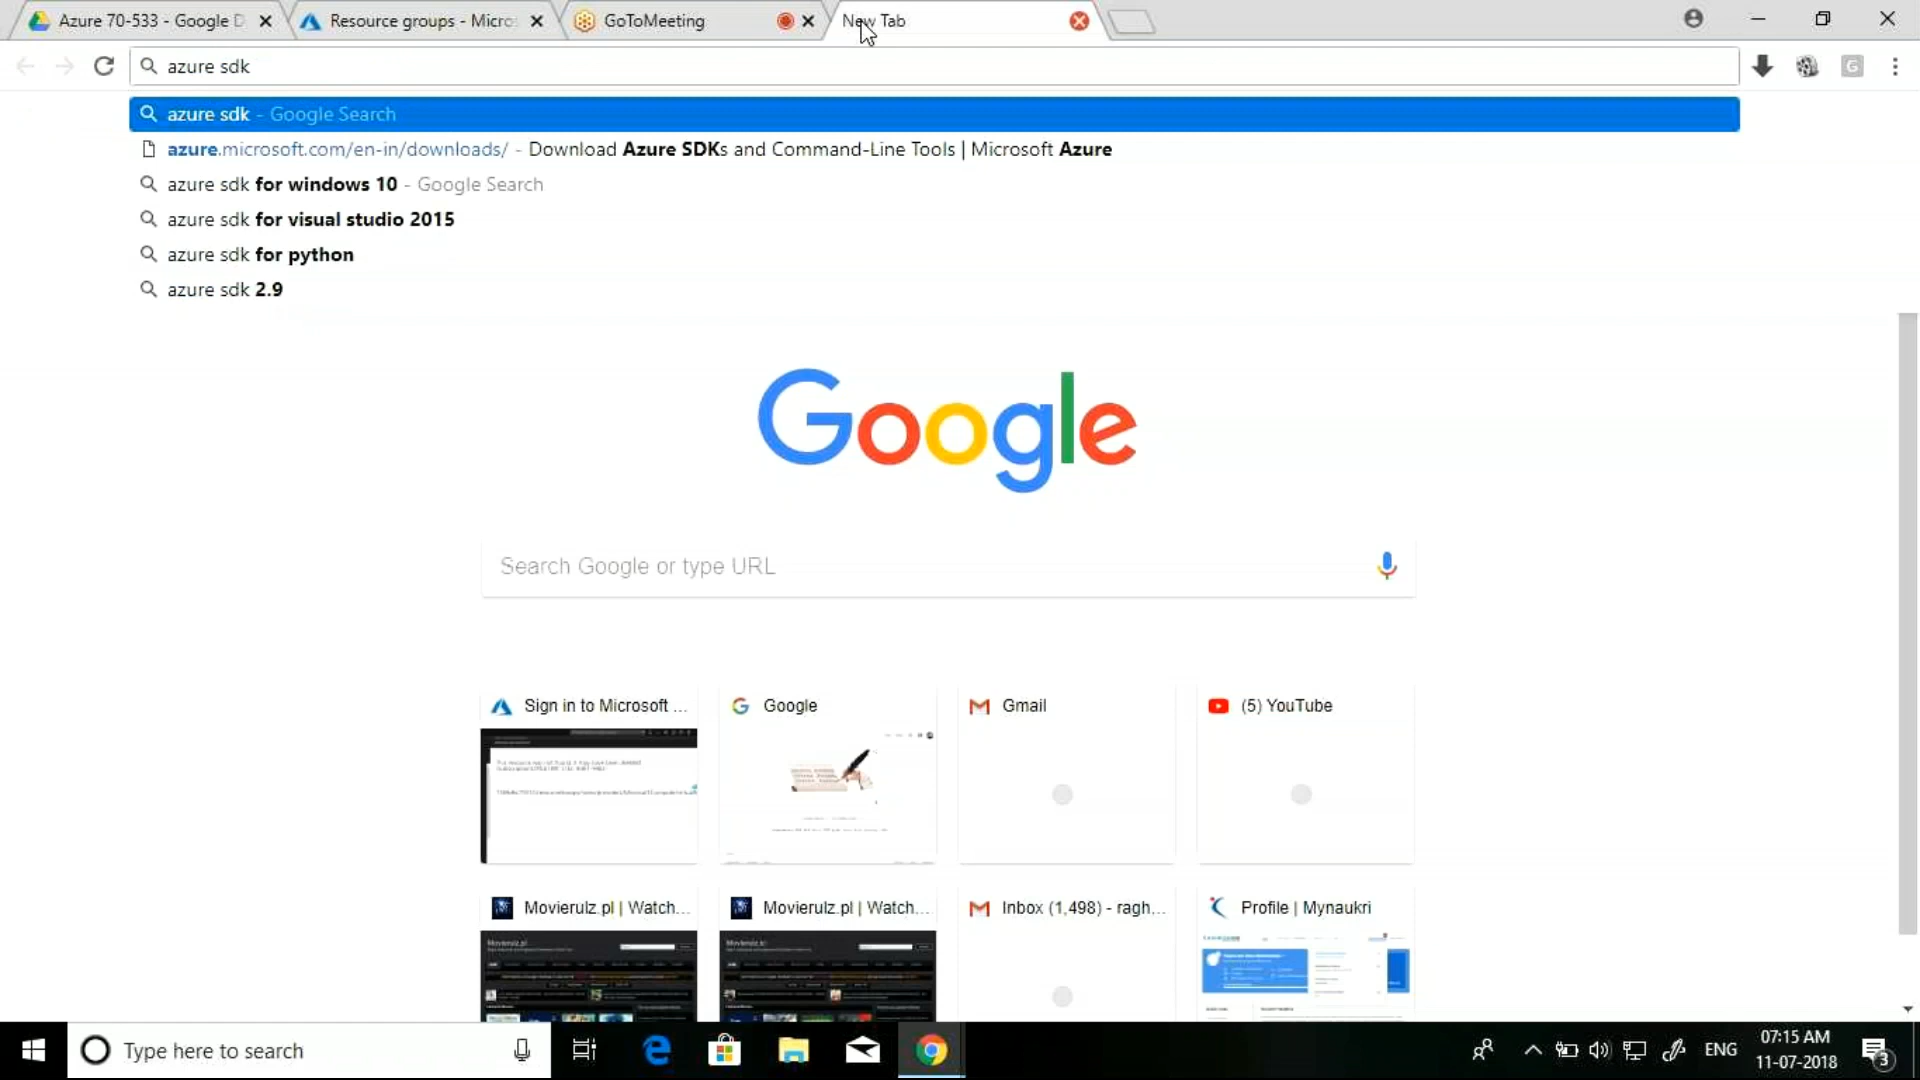 Azure 70-533 - Google D
Resource groups - Micro
GoToMeeting
New Tab
azure sdk
G
azure sdk - Google Search
azure.microsoft.com/en-in/downloads/ - Download Azure SDKs and Command-Line Tools | Microsoft Azure
azure sdk for windows 10 - Google Search
azure sdk for visual studio 2015
azure sdk for python
azure sdk 2.9
Google
Search Google or type URL
Sign in to Microsoft ...
Google
Gmail
(5) YouTube
Movierulz.pl | Watch...
Movierulz.pl | Watch...
Inbox (1,498) - ragh...
Profile | Mynaukri
Type here to search
ENG
07:15 AM
11-07-2018
3